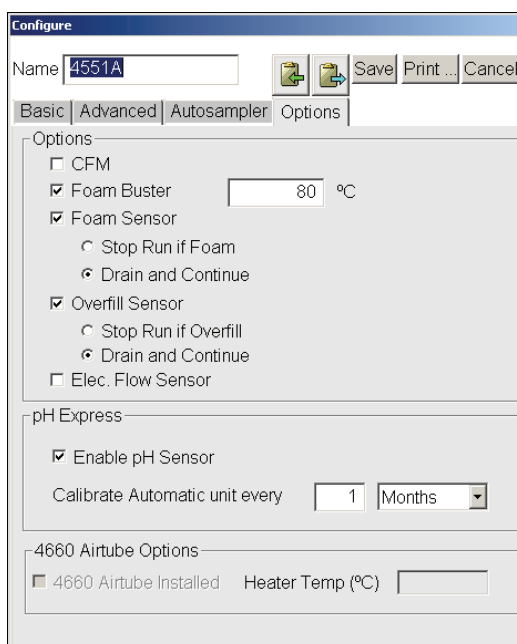 Configure
Name 4551A Save Print ... Cancel
Basic Advanced Autosampler Options
Options
CFM
Foam Buster 80 ºC
Foam Sensor
Stop Run if Foam
Drain and Continue
Overfill Sensor
Stop Run if Overfill
Drain and Continue
Elec. Flow Sensor
pH Express
Enable pH Sensor
Calibrate Automatic unit every 1 Months
4660 Airtube Options
4660 Airtube Installed Heater Temp (ºC)